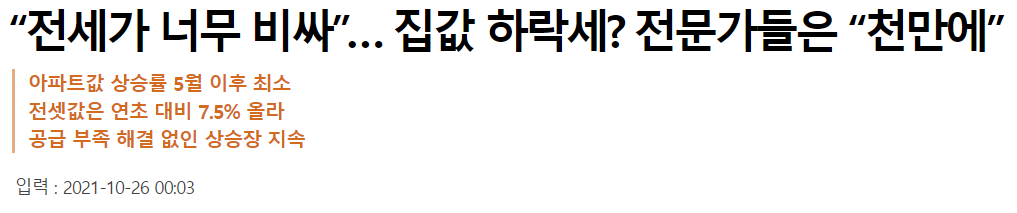 “전세가 너무 비싸”… 집값 하락세? 전문가들은 “천만에”
아파트값 상승률 5월 이후 최소
전셋값은 연초 대비 7.5% 올라
공급 부족 해결 없인 상승장 지속
입력 : 2021-10-26 00:03